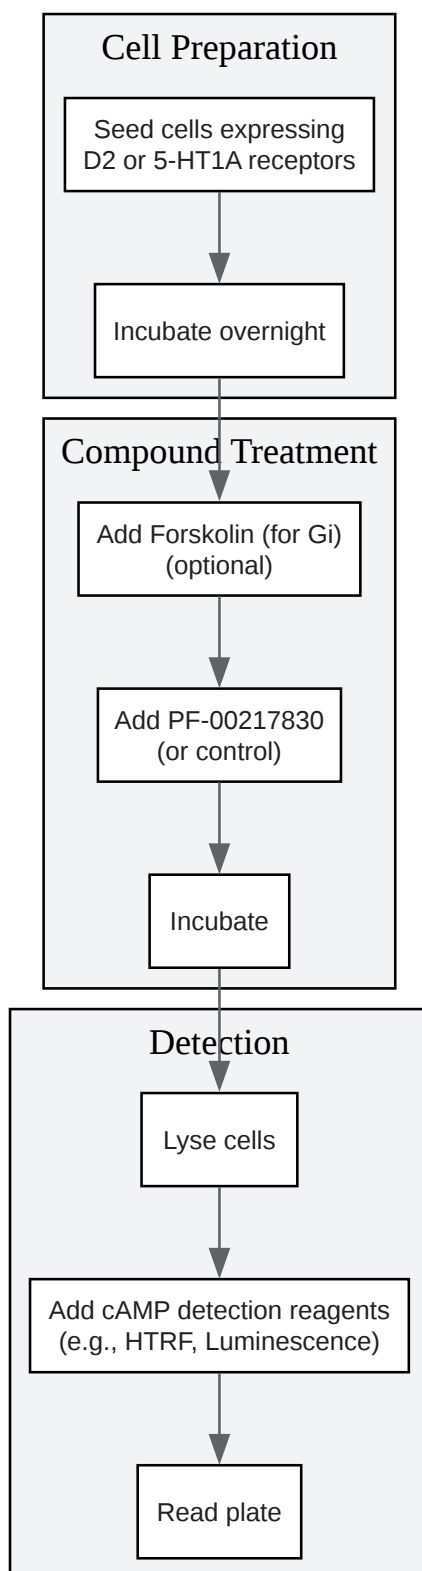 Cell Preparation
Seed cells expressing
D2 or 5-HT1A receptors
Incubate overnight
Compound Treatment
Add Forskolin (for Gi)
(optional)
Add PF-00217830
(or control)
Incubate
Detection
Lyse cells
Add cAMP detection reagents
(e.g., HTRF, Luminescence)
Read plate